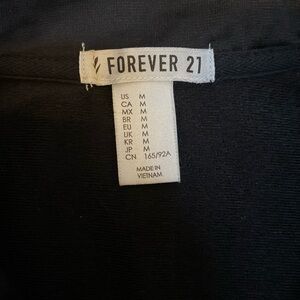 FOREVER 21
US M
CA M
MX M
BR M
EU M
UK M
KR M
JP M
CN 165/92A
MADE IN
VIETNAM